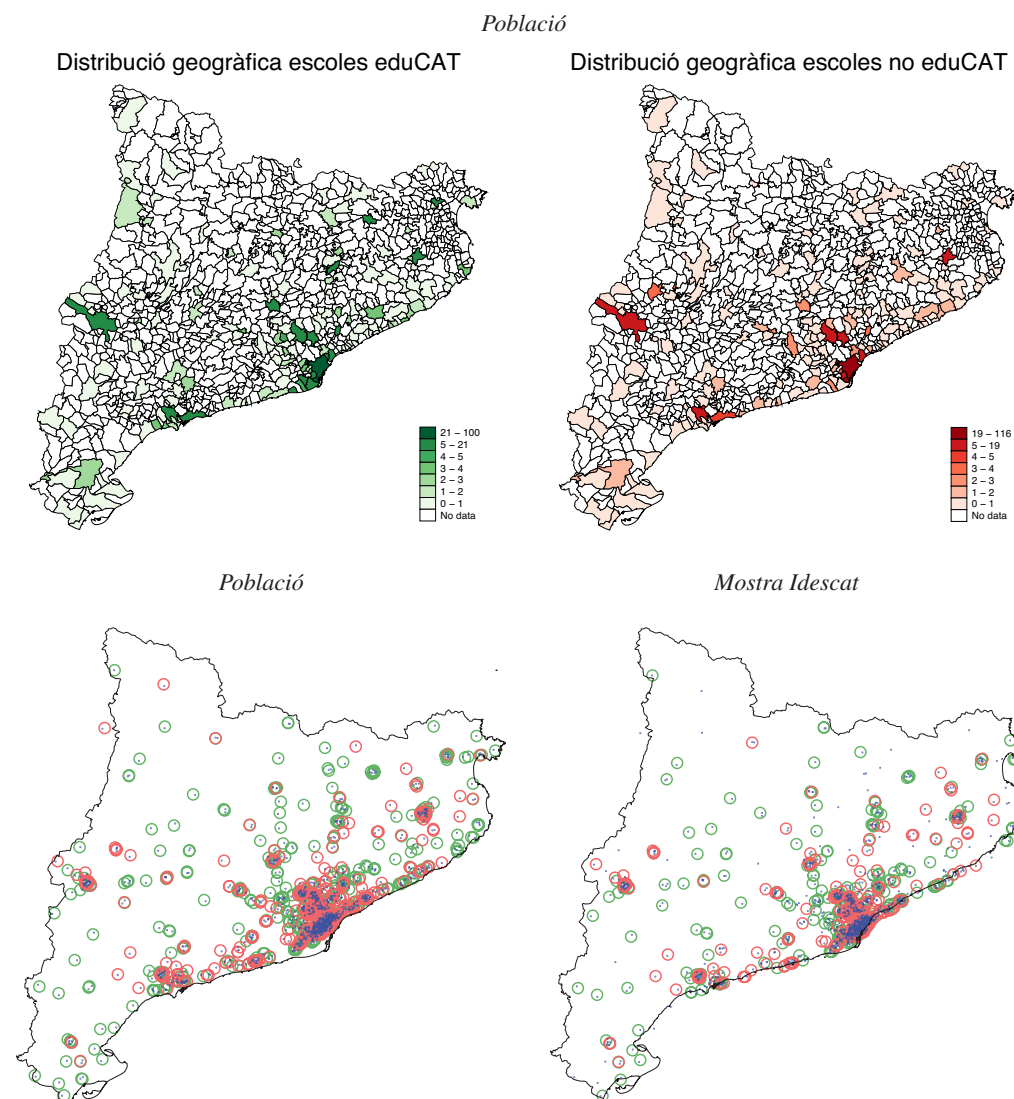 Població
Distribució geogràfica escoles eduCAT
Distribució geogràfica escoles no eduCAT
21 – 100
5 – 21
4 – 5
3 – 4
2 – 3
1 – 2
0 – 1
No data
19 – 116
5 – 19
4 – 5
3 – 4
2 – 3
1 – 2
0 – 1
No data
Població
Mostra Idescat